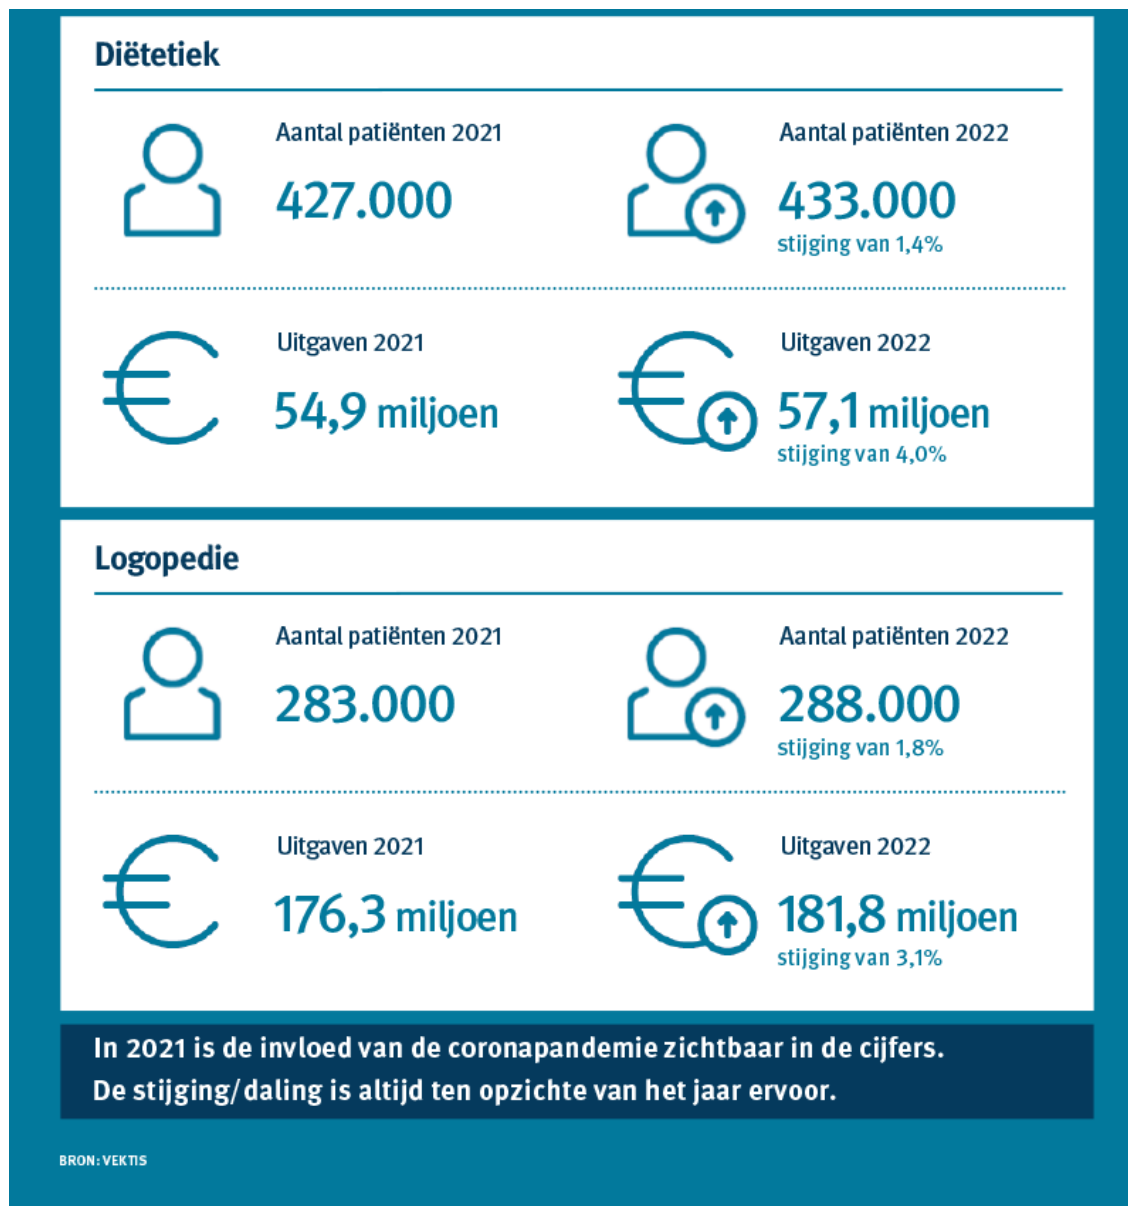 Diëtetiek
Aantal patiënten 2021
427.000
Aantal patiënten 2022
433.000
stijging van 1,4%
Uitgaven 2021
54,9 miljoen
Uitgaven 2022
57,1 miljoen
stijging van 4,0%
Logopedie
Aantal patiënten 2021
283.000
Aantal patiënten 2022
288.000
stijging van 1,8%
Uitgaven 2021
176,3 miljoen
Uitgaven 2022
181,8 miljoen
stijging van 3,1%
In 2021 is de invloed van de coronapandemie zichtbaar in de cijfers.
De stijging/daling is altijd ten opzichte van het jaar ervoor.
BRON: VEKTIS